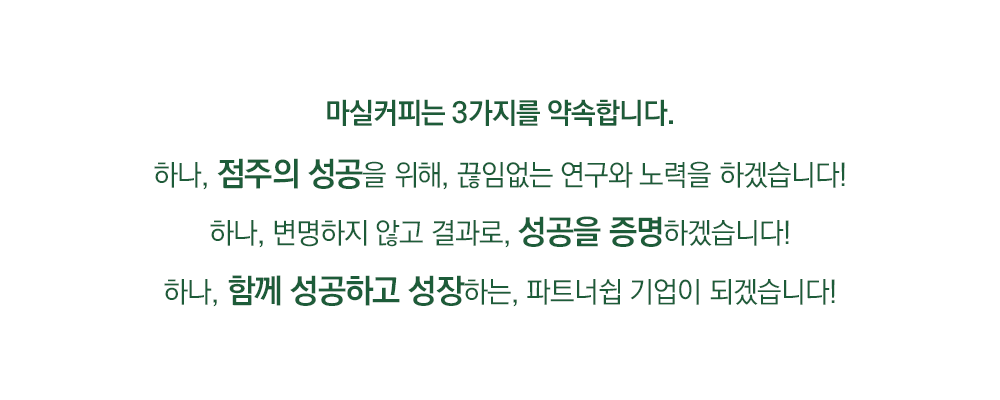 마실커피는 3가지를 약속합니다.
하나, 점주의 성공을 위해, 끊임없는 연구와 노력을 하겠습니다!
하나, 변명하지 않고 결과로, 성공을 증명하겠습니다!
하나, 함께 성공하고 성장하는, 파트너쉽 기업이 되겠습니다!